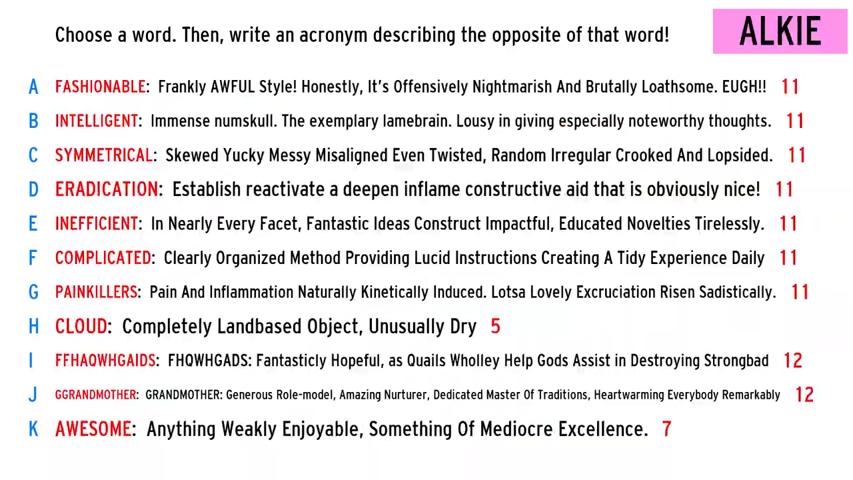 Choose a word. Then, write an acronym describing the opposite of that word!
ALKIE
A FASHIONABLE: Frankly AWFUL Style! Honestly, It's Offensively Nightmarish And Brutally Loathsome. EUGH!! 11
B INTELLIGENT: Immense numskull. The exemplary lamebrain. Lousy in giving especially noteworthy thoughts. 11
C SYMMETRICAL: Skewed Yucky Messy Misaligned Even Twisted, Random Irregular Crooked And Lopsided. 11
D ERADICATION: Establish reactivate a deepen inflame constructive aid that is obviously nice! 11
E INEFFICIENT: In Nearly Every Facet, Fantastic Ideas Construct Impactful, Educated Novelties Tirelessly. 11
F COMPLICATED: Clearly Organized Method Providing Lucid Instructions Creating A Tidy Experience Daily 11
G PAINKILLERS: Pain And Inflammation Naturally Kinetically Induced. Lotsa Lovely Excruciation Risen Sadistically. 11
H CLOUD: Completely Landbased Object, Unusually Dry 5
I FFHAQWHGAIDS: FHQWHGADS: Fantasticly Hopeful, as Quails Wholley Help Gods Assist in Destroying Strongbad 12
J GGRANDMOTHER: GRANDMOTHER: Generous Role-model, Amazing Nurturer, Dedicated Master Of Traditions, Heartwarming Everybody Remarkably 12
K AWESOME: Anything Weakly Enjoyable, Something Of Mediocre Excellence. 7